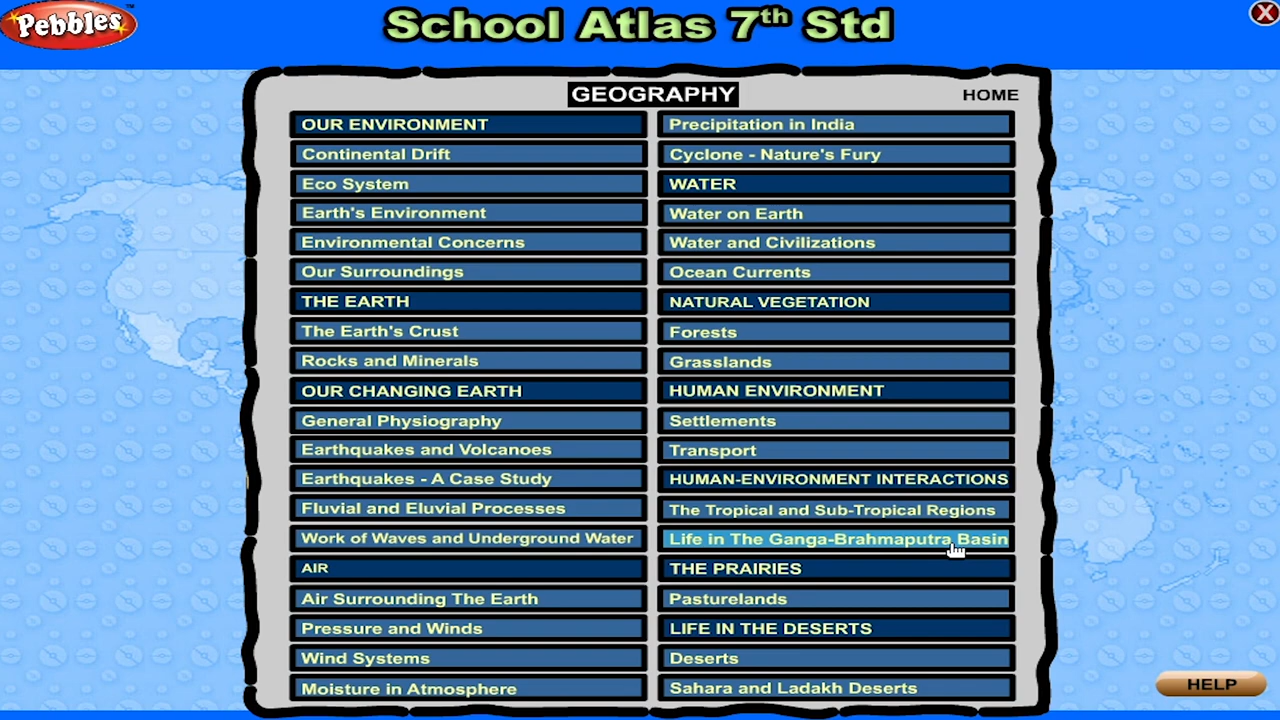 Pebbles™
School Atlas 7th Std
X
GEOGRAPHY
HOME
OUR ENVIRONMENT
Continental Drift
Eco System
Earth's Environment
Environmental Concerns
Our Surroundings
THE EARTH
The Earth's Crust
Rocks and Minerals
OUR CHANGING EARTH
General Physiography
Earthquakes and Volcanoes
Earthquakes - A Case Study
Fluvial and Eluvial Processes
Work of Waves and Underground Water
AIR
Air Surrounding The Earth
Pressure and Winds
Wind Systems
Moisture in Atmosphere
Precipitation in India
Cyclone - Nature's Fury
WATER
Water on Earth
Water and Civilizations
Ocean Currents
NATURAL VEGETATION
Forests
Grasslands
HUMAN ENVIRONMENT
Settlements
Transport
HUMAN-ENVIRONMENT INTERACTIONS
The Tropical and Sub-Tropical Regions
Life in The Ganga-Brahmaputra Basin
THE PRAIRIES
Pasturelands
LIFE IN THE DESERTS
Deserts
Sahara and Ladakh Deserts
HELP